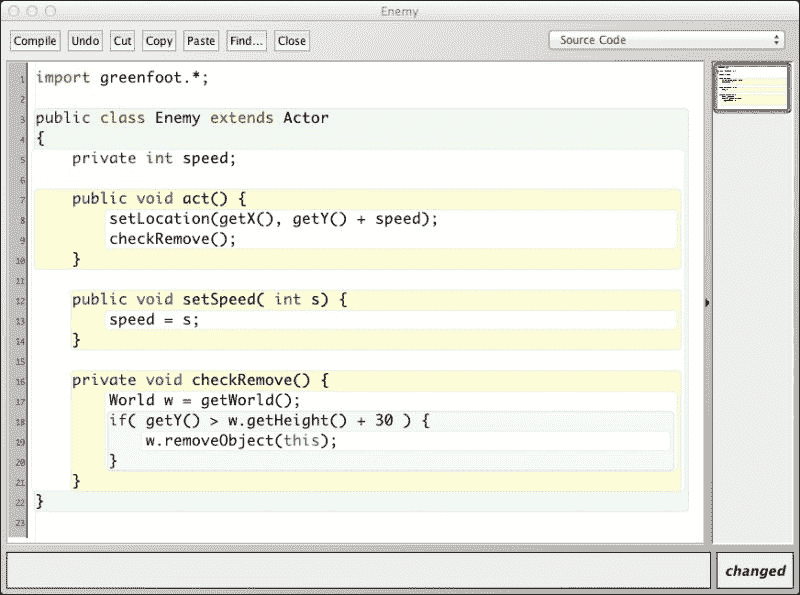 Enemy
Compile Undo Cut Copy Paste Find... Close Source Code
1 import greenfoot.*;
2
3 public class Enemy extends Actor
4 {
5 private int speed;
6
7 public void act() {
8 setLocation(getX(), getY() + speed);
9 checkRemove();
10 }
11
12 public void setSpeed( int s) {
13 speed = s;
14 }
15
16 private void checkRemove() {
17 World w = getWorld();
18 if( getY() > w.getHeight() + 30 ) {
19 w.removeObject(this);
20 }
21 }
22 }
23
changed